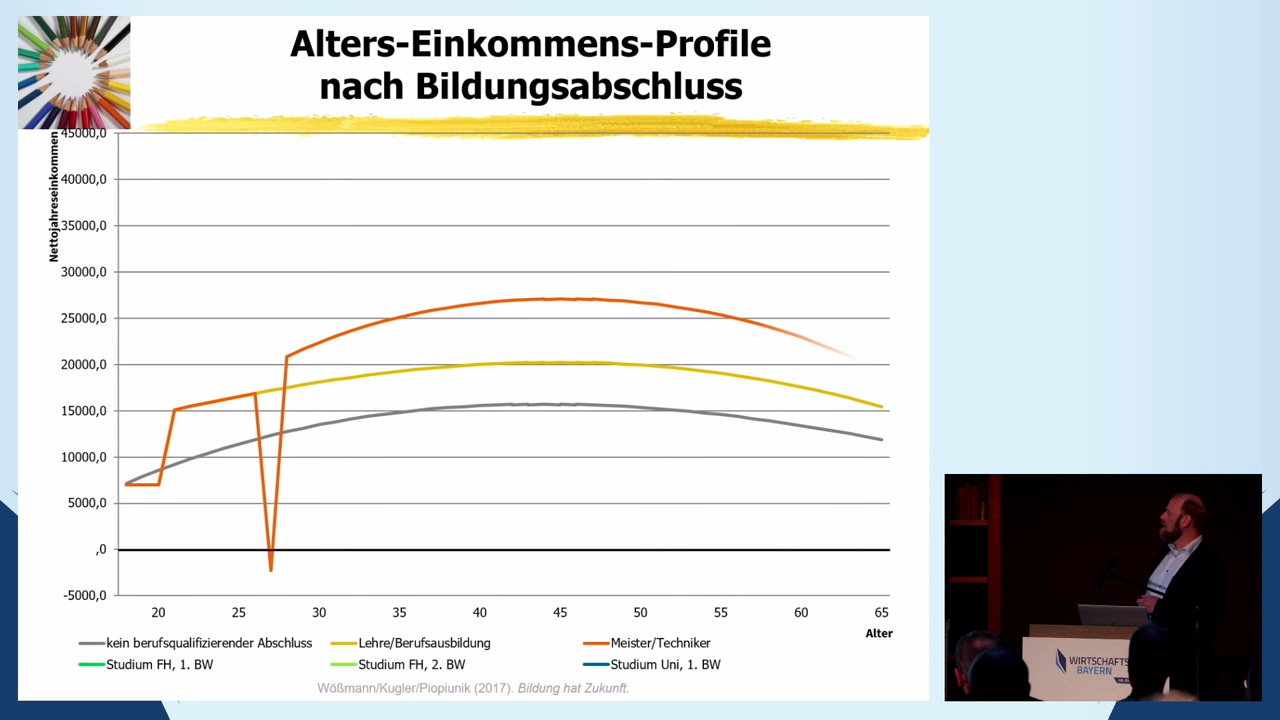 Alters-Einkommens-Profile
nach Bildungsabschluss
Nettojahreseinkommen
45000,0
40000,0
35000,0
30000,0
25000,0
20000,0
15000,0
10000,0
5000,0
,0
-5000,0
20 25 30 35 40 45 50 55 60 65
Alter
kein berufsqualifizierender Abschluss Lehre/Berufsausbildung Meister/Techniker
Studium FH, 1. BW Studium FH, 2. BW Studium Uni, 1. BW
Wößmann/Kugler/Piopiunik (2017). Bildung hat Zukunft.
WIRTSCHAFTS
BAYERN